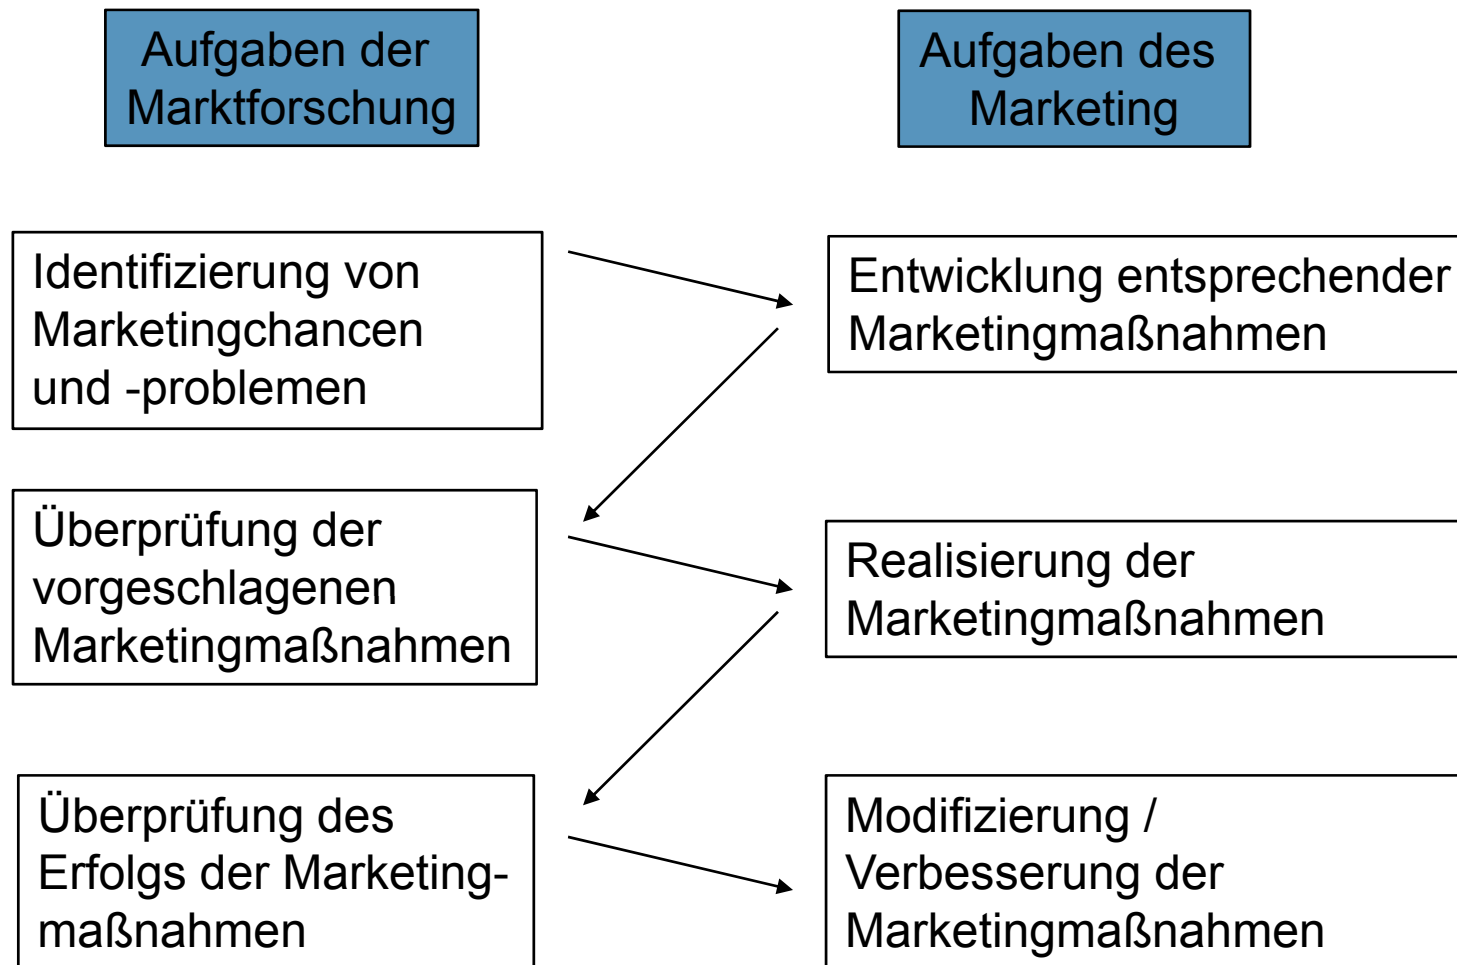 Aufgaben der
Marktforschung
Aufgaben des
Marketing
Identifizierung von
Marketingchancen
und -problemen
Entwicklung entsprechender
Marketingmaßnahmen
Überprüfung der
vorgeschlagenen
Marketingmaßnahmen
Realisierung der
Marketingmaßnahmen
Überprüfung des
Erfolgs der Marketing-
maßnahmen
Modifizierung /
Verbesserung der
Marketingmaßnahmen